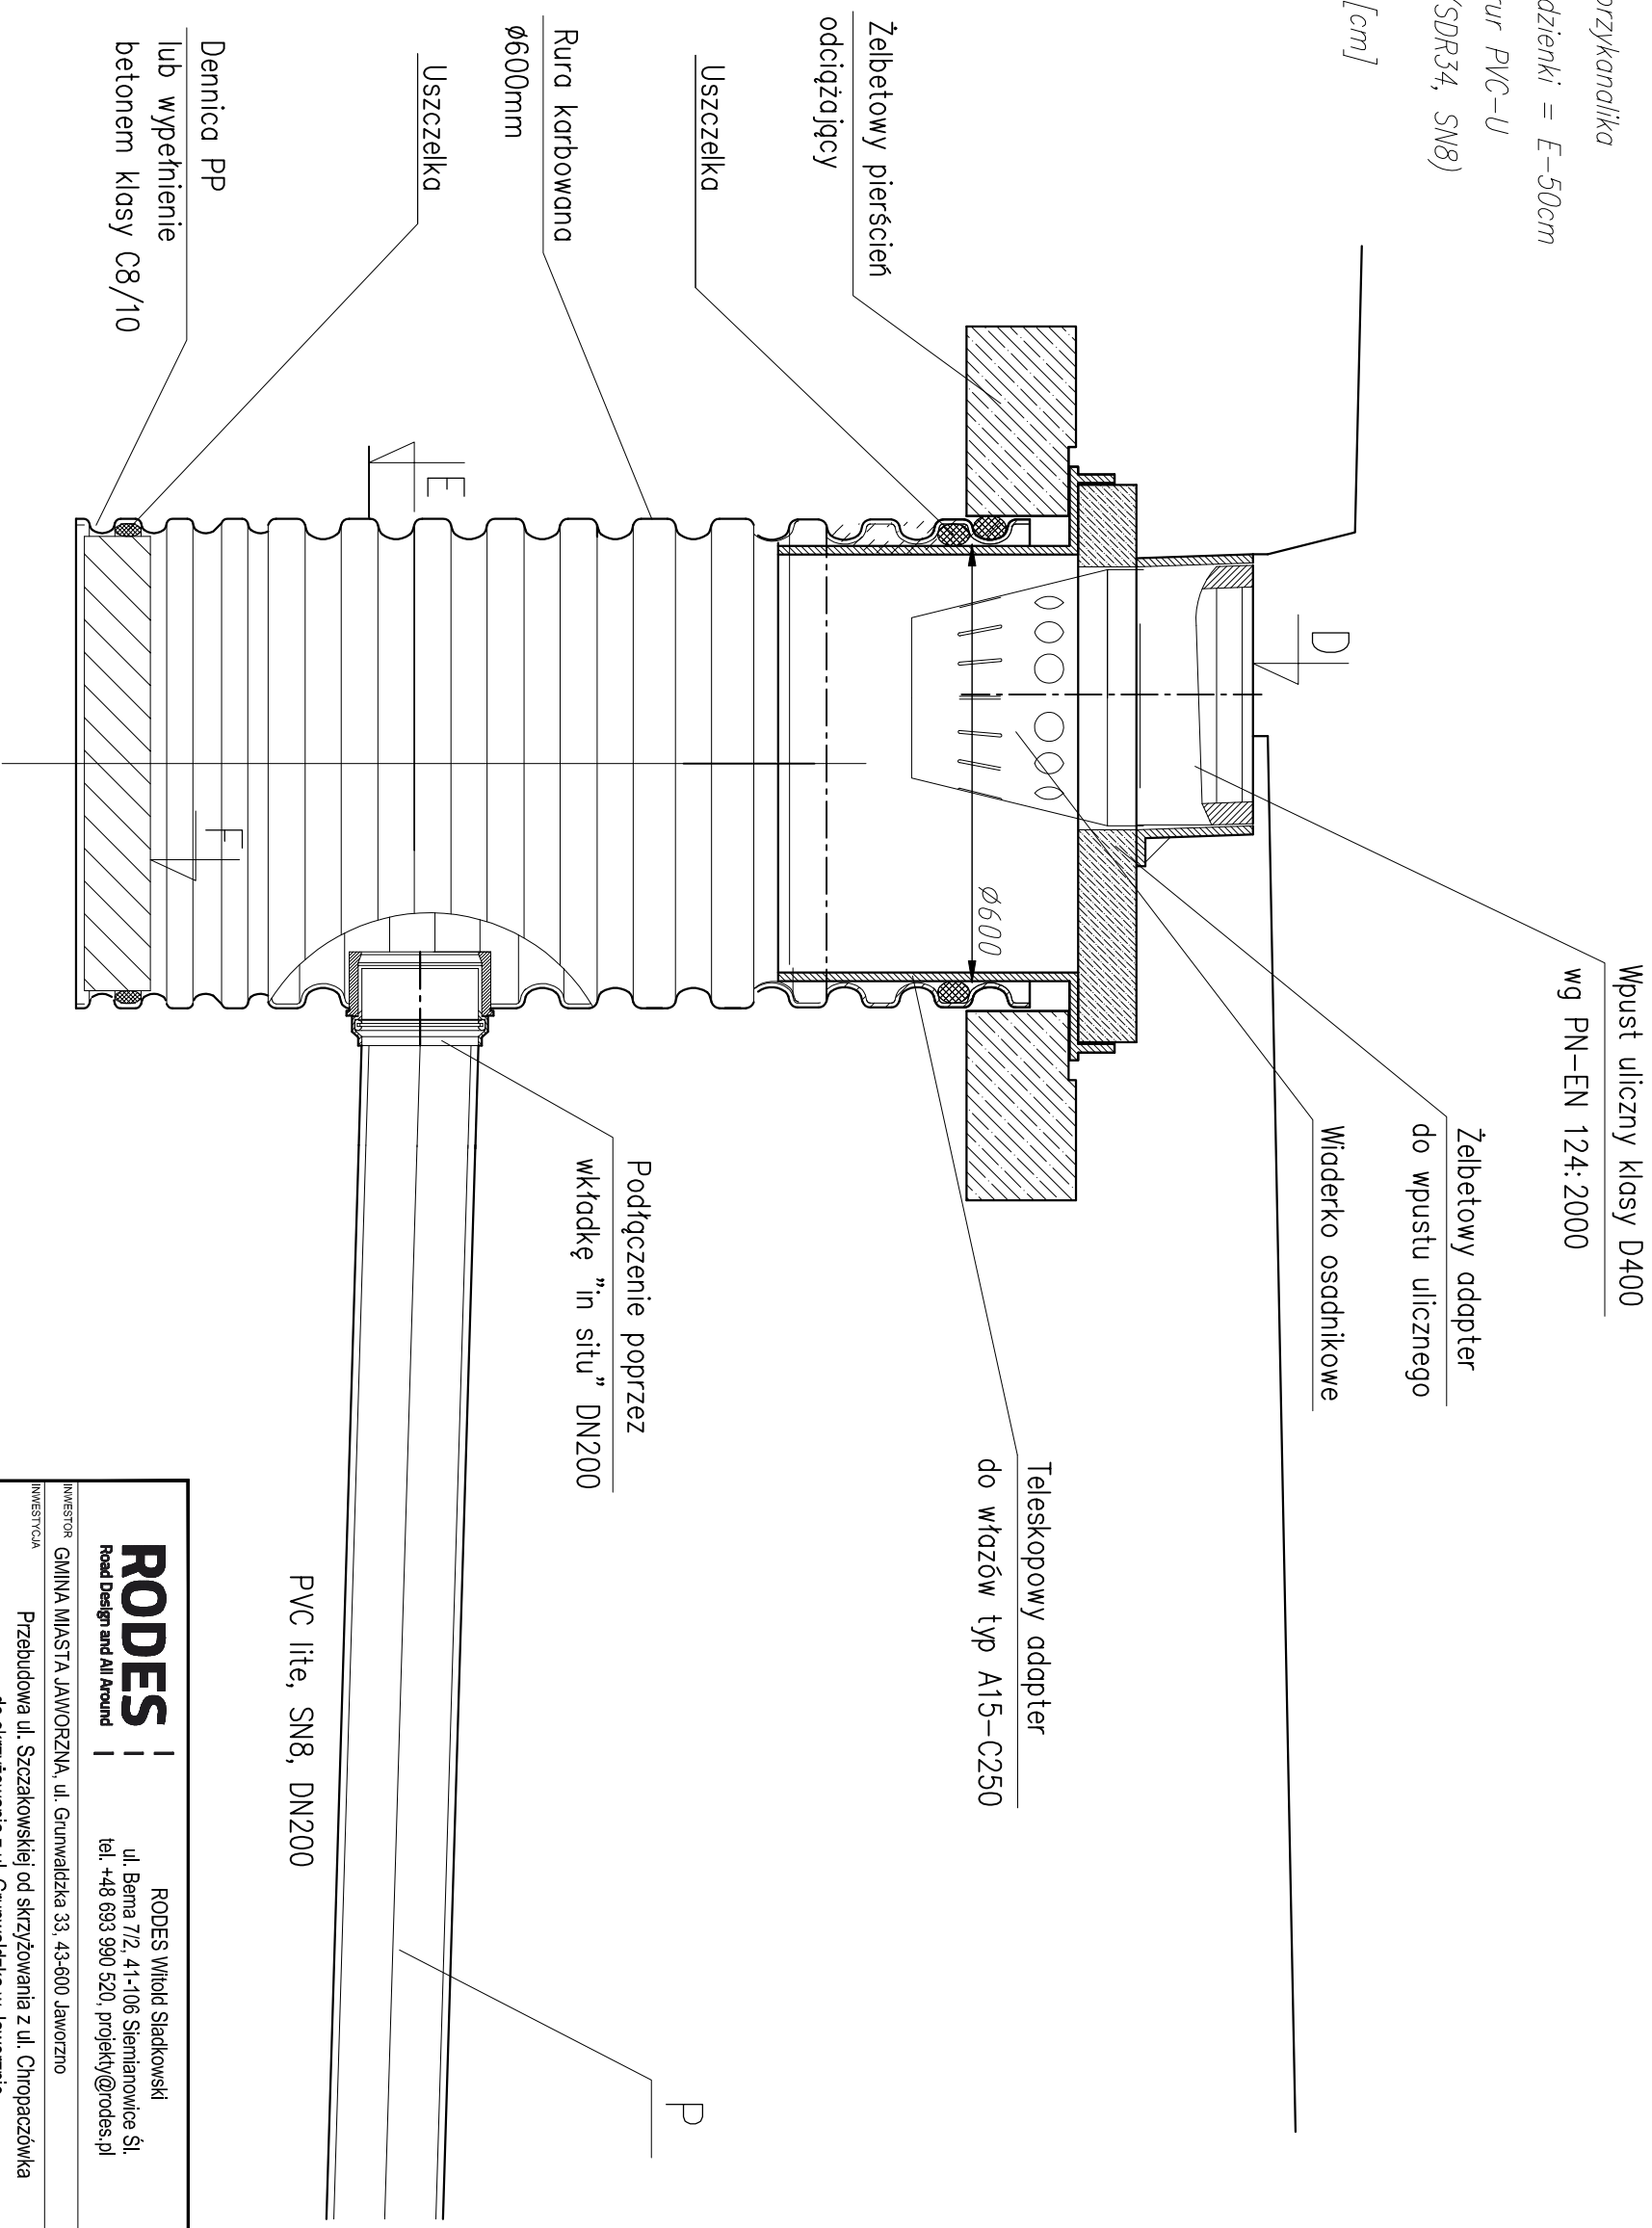 przykanalika
dzienki = E-50cm
rur PVC-U
(SDR34, SN8)
[cm]
Wpust uliczny klasy D400
wg PN-EN 124:2000
Żelbetowy adapter
do wpustu ulicznego
Wiaderko osadnikowe
D
Teleskopowy adapter
do włazów typ A15-C250
Ø600
Żelbetowy pierścień
odciążający
Uszczelka
Rura karbowana
Ø600mm
Uszczelka
Dennica PP
lub wypełnienie
betonem klasy C8/10
E
F
Podłączenie poprzez
wkładkę "in situ" DN200
PVC lite, SN8, DN200
P
RODES
Road Design and All Around
RODES Witold Sladkowski
ul. Bema 7/2, 41-106 Siemianowice Śl.
tel. +48 693 990 520, projekty@rodes.pl
INWESTOR GMINA MIASTA JAWORZNA, ul. Grunwaldzka 33, 43-600 Jaworzno
INWESTYCJA
Przebudowa ul. Szczakowskiej od skrzyżowania z ul. Chropaczówka